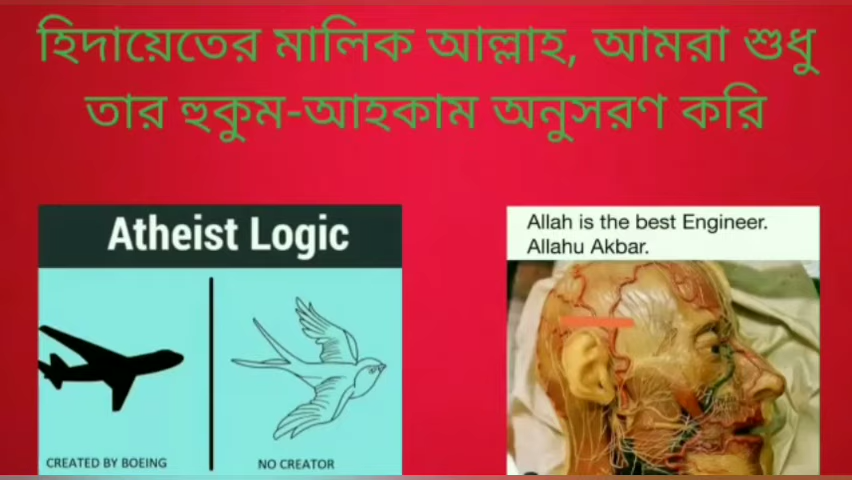 হিদায়েতের মালিক আল্লাহ, আমরা শুধু
তার হুকুম-আহকাম অনুসরণ করি
Atheist Logic
CREATED BY BOEING
NO CREATOR
Allah is the best Engineer.
Allahu Akbar.